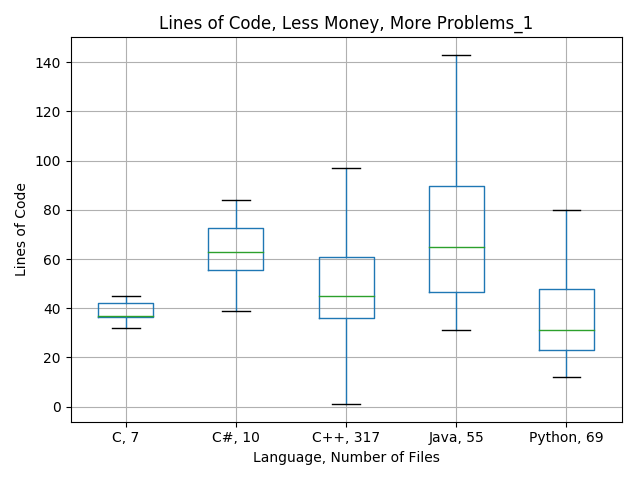 Lines of Code, Less Money, More Problems_1
Lines of Code
140
120
100
80
60
40
20
0
C, 7 C#, 10 C++, 317 Java, 55 Python, 69
Language, Number of Files